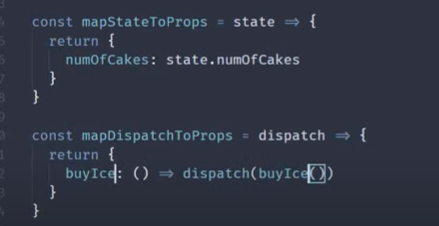 const mapStateToProps = state => {
return {
numOfCakes: state.numOfCakes
}
}
const mapDispatchToProps = dispatch => {
return {
buyIce: () => dispatch(buyIce())
}
}